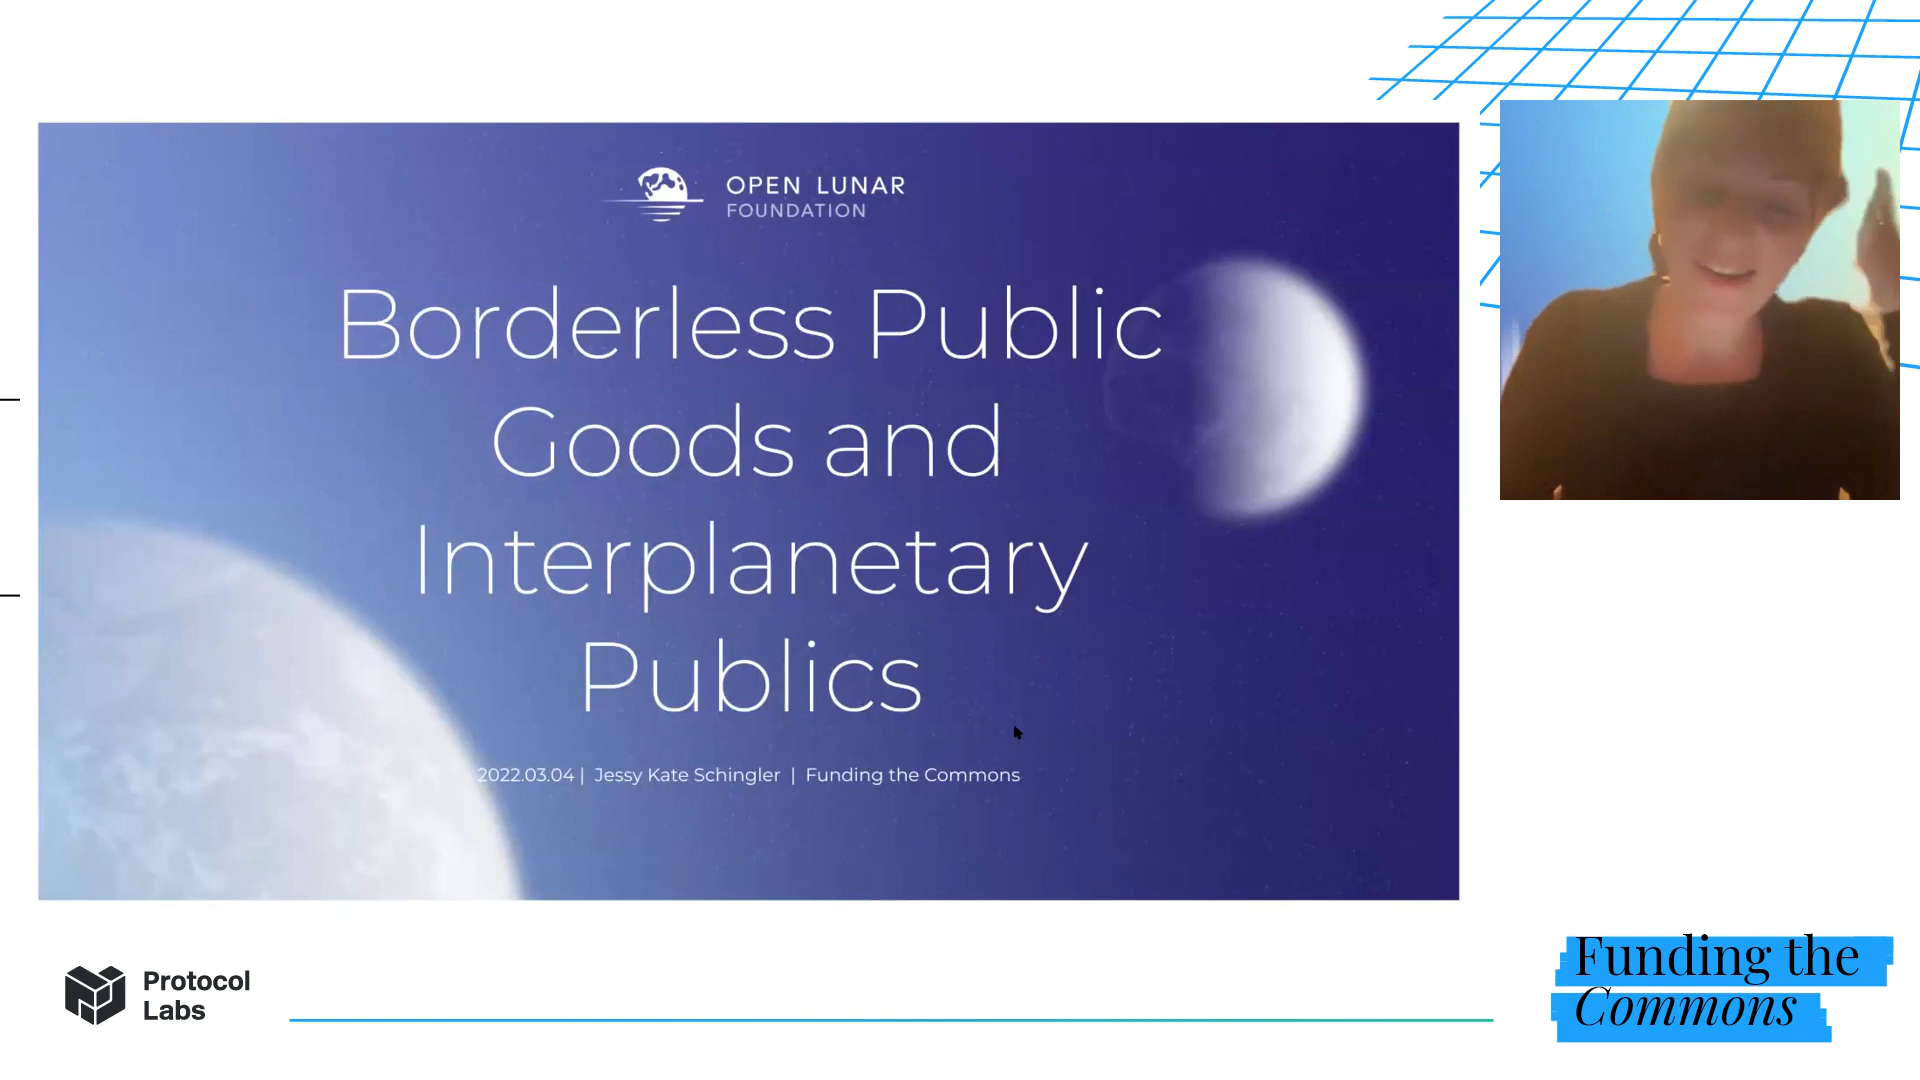 OPEN LUNAR
FOUNDATION
Borderless Public
Goods and
Interplanetary
Publics
2022.03.04 | Jessy Kate Schingler | Funding the Commons
Protocol
Labs
Funding the
Commons